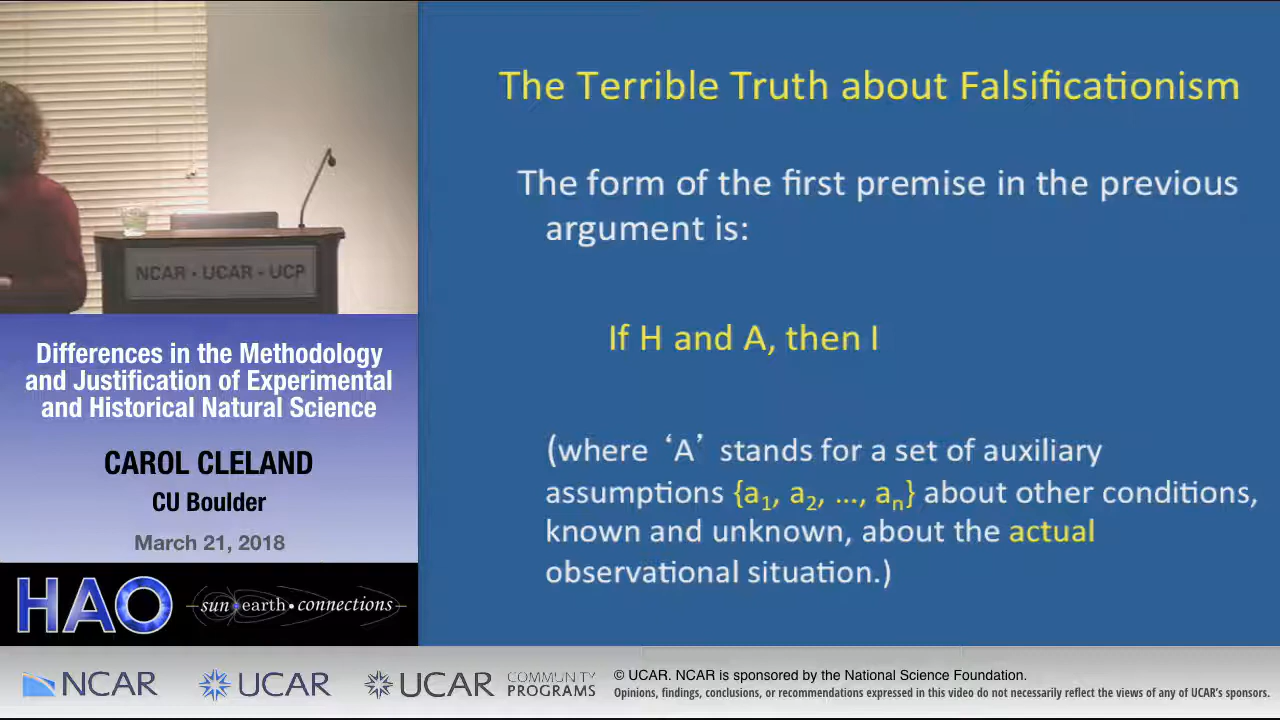 The Terrible Truth about Falsificationism
The form of the first premise in the previous
argument is:
If H and A, then I
(where ‘A’ stands for a set of auxiliary
assumptions {a1, a2, …, an} about other conditions,
known and unknown, about the actual
observational situation.)
NCAR • UCAR • UCP
Differences in the Methodology
and Justification of Experimental
and Historical Natural Science
CAROL CLELAND
CU Boulder
March 21, 2018
HAO
sun•earth•connections
NCAR
UCAR
UCAR
COMMUNITY
PROGRAMS
© UCAR. NCAR is sponsored by the National Science Foundation.
Opinions, findings, conclusions, or recommendations expressed in this video do not necessarily reflect the views of any of UCAR's sponsors.